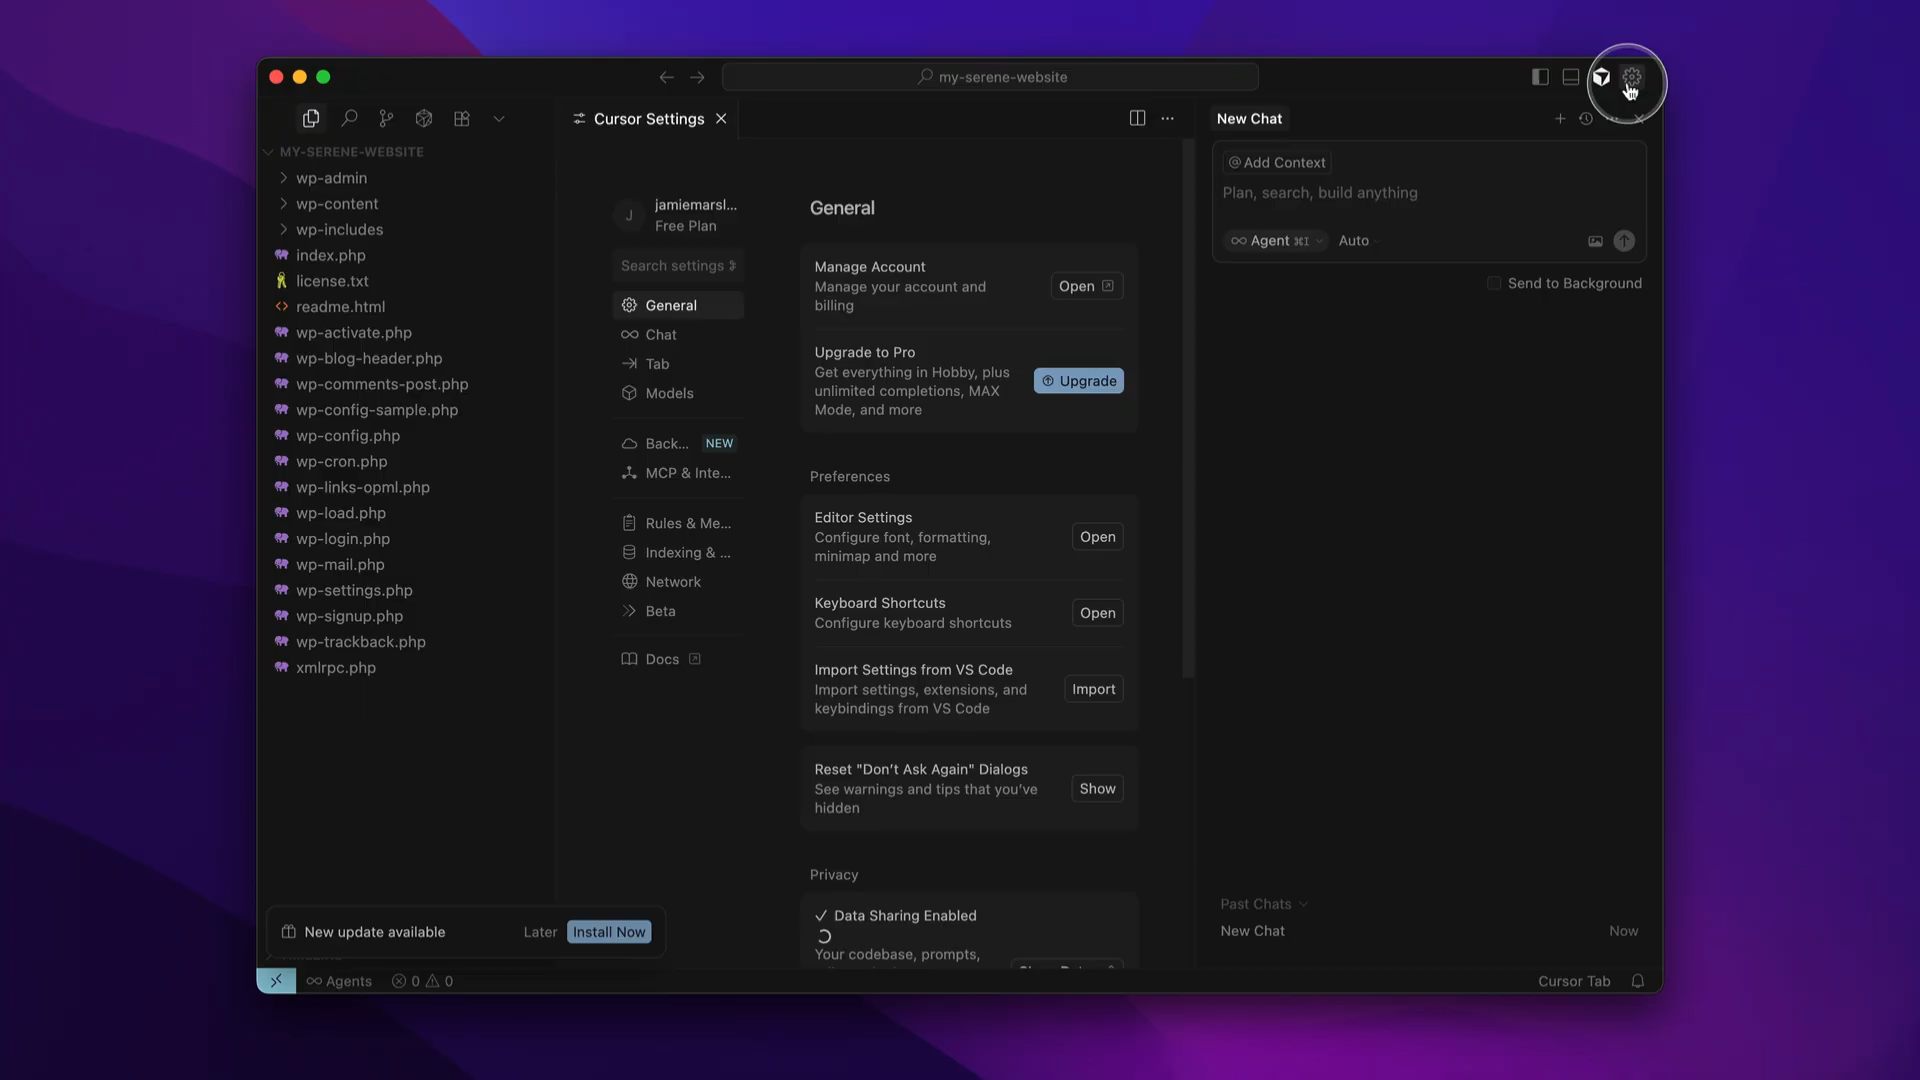 my-serene-website
Cursor Settings
New Chat
MY-SERENE-WEBSITE
wp-admin
wp-content
wp-includes
index.php
license.txt
readme.html
wp-activate.php
wp-blog-header.php
wp-comments-post.php
wp-config-sample.php
wp-config.php
wp-cron.php
wp-links-opml.php
wp-load.php
wp-login.php
wp-mail.php
wp-settings.php
wp-signup.php
wp-trackback.php
xmlrpc.php
J
jamiemarsl...
Free Plan
Search settings
General
Chat
Tab
Models
Back... NEW
MCP & Inte...
Rules & Me...
Indexing & ...
Network
Beta
Docs
General
Manage Account
Manage your account and
billing
Open
Upgrade to Pro
Get everything in Hobby, plus
unlimited completions, MAX
Mode, and more
Upgrade
Preferences
Editor Settings
Configure font, formatting,
minimap and more
Open
Keyboard Shortcuts
Configure keyboard shortcuts
Open
Import Settings from VS Code
Import settings, extensions, and
keybindings from VS Code
Import
Reset "Don't Ask Again" Dialogs
See warnings and tips that you've
hidden
Show
Privacy
Data Sharing Enabled
Your codebase, prompts,
@ Add Context
Plan, search, build anything
Agent ⌘I Auto
Send to Background
Past Chats
New Chat Now
New update available Later Install Now
Agents 0 0
Cursor Tab